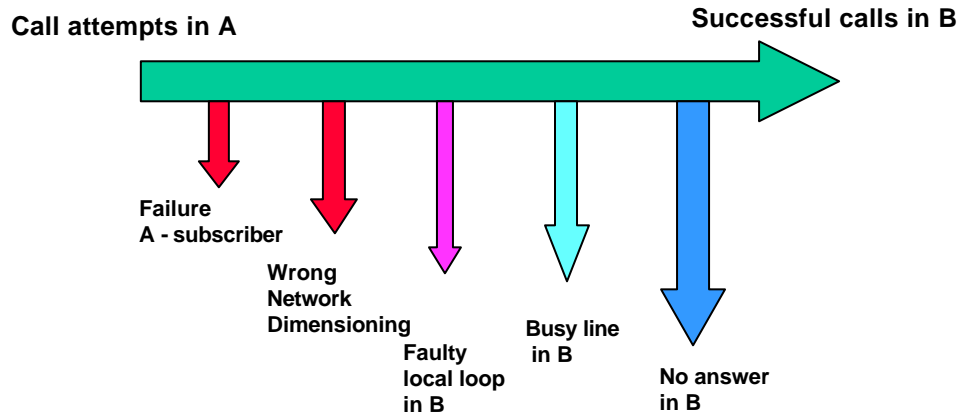 Call attempts in A
Successful calls in B
Failure
A - subscriber
Wrong
Network
Dimensioning
Faulty
local loop
in B
Busy line
in B
No answer
in B